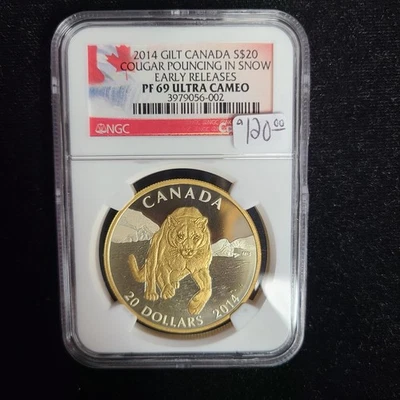 2014 GILT CANADA S$20
COUGAR POUNCING IN SNOW
EARLY RELEASES
PF 69 ULTRA CAMEO
3979056-002
NGC
120.00
CANADA
20 DOLLARS 2014